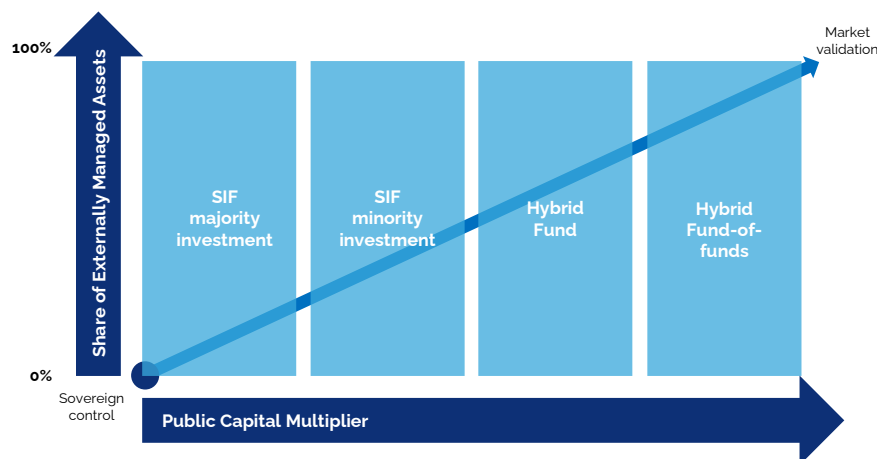 100%
Market
validation
Share of Externally Managed Assets
SIF
majority
investment
SIF
minority
investment
Hybrid
Fund
Hybrid
Fund-of-
funds
0%
Sovereign
control
Public Capital Multiplier